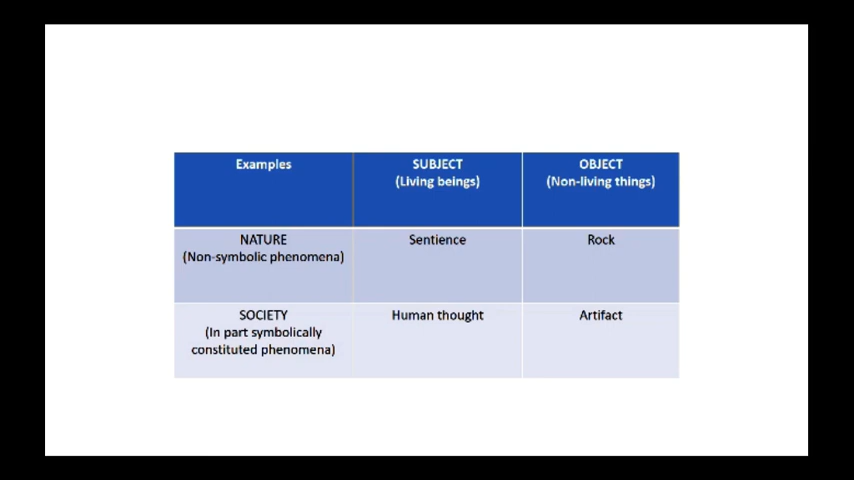 Examples
SUBJECT
(Living beings)
OBJECT
(Non-living things)
NATURE
(Non-symbolic phenomena)
Sentience
Rock
SOCIETY
(In part symbolically
constituted phenomena)
Human thought
Artifact